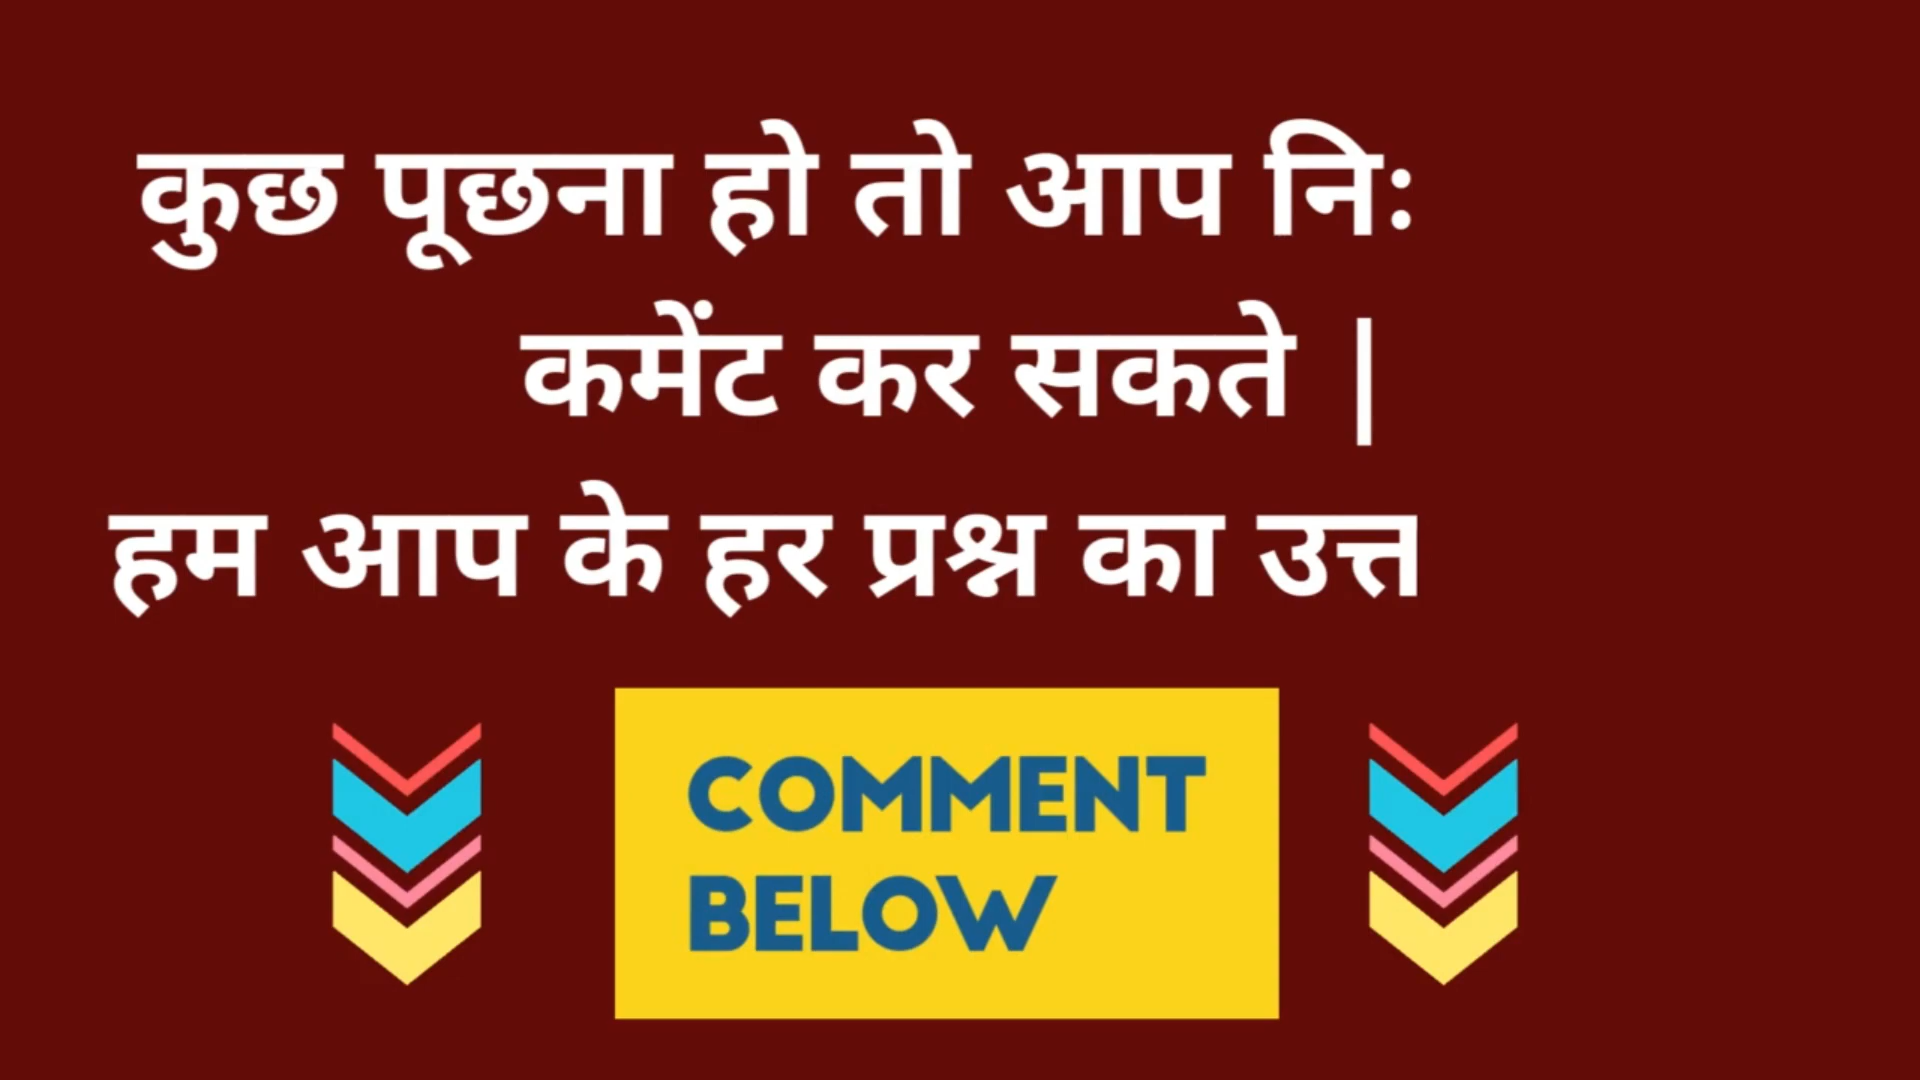 कुछ पूछना हो तो आप नि:
कमेंट कर सकते |
हम आप के हर प्रश्न का उत्त
COMMENT
BELOW